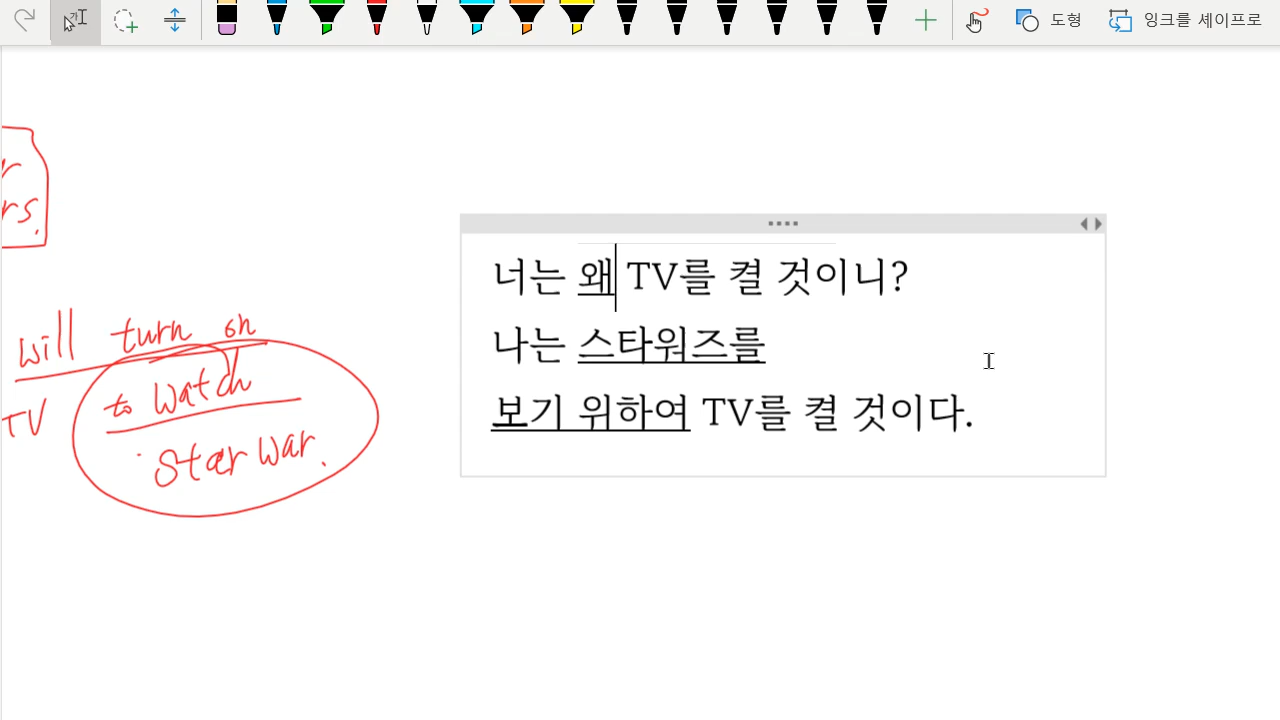 도형
잉크를 셰이프로
rs.
will turn on
TV to watch
Star War.
너는 왜 TV를 켤 것이니?
나는 스타워즈를
보기 위하여 TV를 켤 것이다.